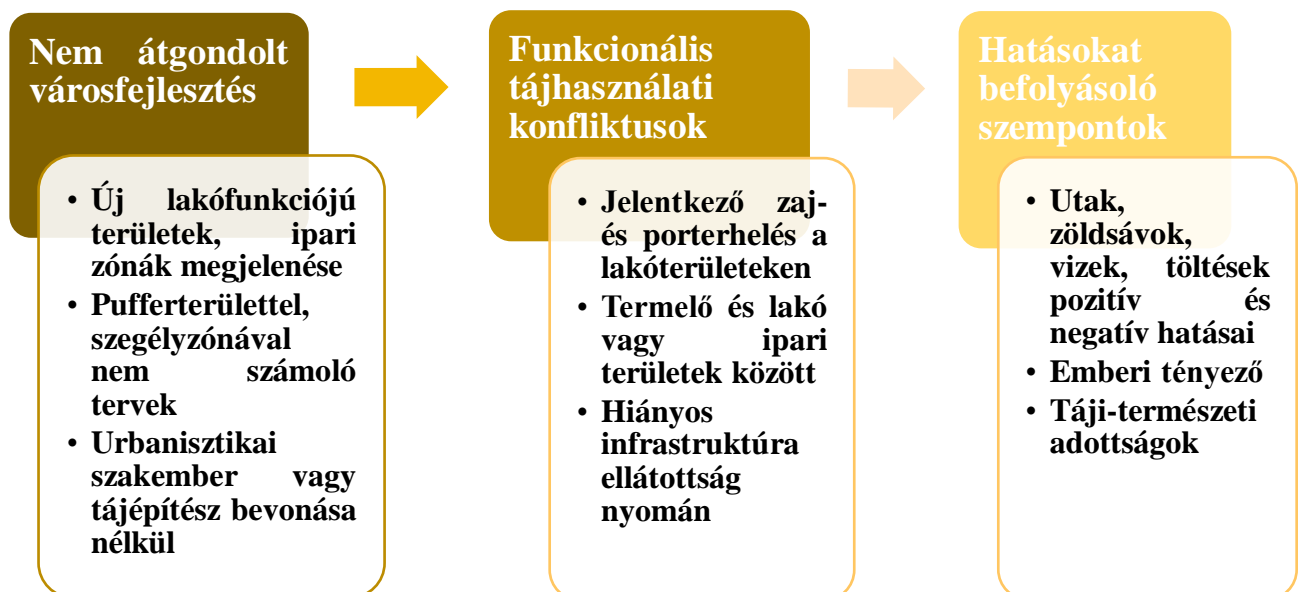 Nem átgondolt
városfejlesztés
• Új lakófunkciójú
területek, ipari
zónák megjelenése
• Pufferterülettel,
szegélyzónával
nem számoló
tervek
• Urbanisztikai
szakember vagy
tájépítész bevonása
nélkül
Funkcionális
tájhasználati
konfliktusok
• Jelentkező zaj-
és porterhelés a
lakóterületeken
• Termelő és lakó
vagy ipari
területek között
• Hiányos
infrastruktúra
ellátottság
nyomán
Hatásokat
befolyásoló
szempontok
• Utak,
zöldsávok,
vizek, töltések
pozitív és
negatív hatásai
• Emberi tényező
• Táji-természeti
adottságok